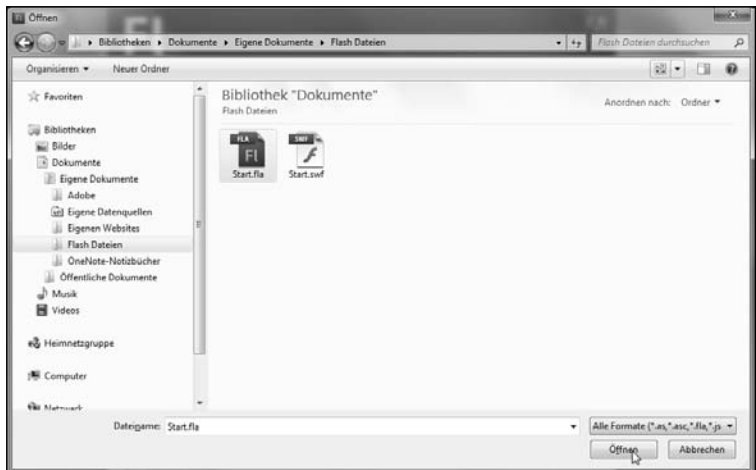 Öffnen
Bibliotheken ▸ Dokumente ▸ Eigene Dokumente ▸ Flash Dateien
Flash Dateien durchsuchen
Organisieren ▾ Neuer Ordner
Favoriten
Bibliotheken
Bilder
Dokumente
Eigene Dokumente
Adobe
Eigene Datenquellen
Eigenen Websites
Flash Dateien
OneNote-Notizbücher
Öffentliche Dokumente
Musik
Videos
Heimnetzgruppe
Computer
Netzwerk
Bibliothek "Dokumente"
Flash Dateien
Anordnen nach: Ordner ▾
FLA
Fl
Start.fla
SWF
Start.swf
Dateiname: Start.fla
Alle Formate (*.as,*.asc,*.fla,*.js
Öffnen Abbrechen